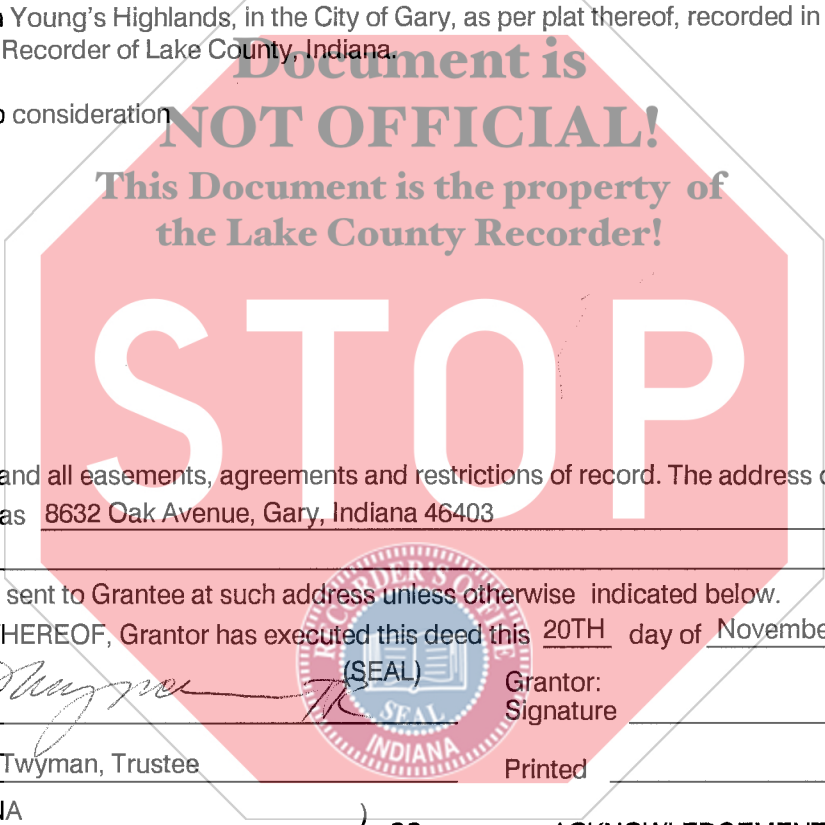 Young's Highlands, in the City of Gary, as per plat thereof, recorded in
Recorder of Lake County, Indiana.
Document is
consideration
NOT OFFICIAL!
This Document is the property of
the Lake County Recorder!
STOP
and all easements, agreements and restrictions of record. The address
as 8632 Oak Avenue, Gary, Indiana 46403
sent to Grantee at such address unless otherwise indicated below.
HEREOF, Grantor has executed this deed this 20TH day of Novembe
RECORDER'S OFFICE
(SEAL)
Grantor:
SEAL
Signature
INDIANA
Twyman, Trustee
Printed
NA
)
ACKNOWLEDGEMENT